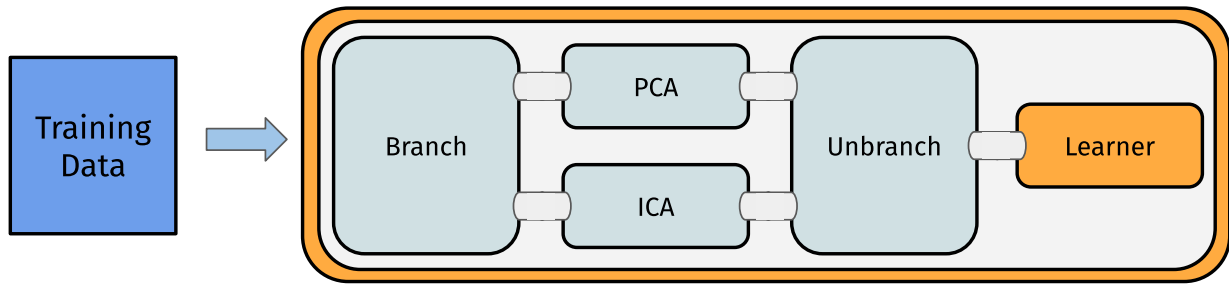 Training
Data
Branch
PCA
ICA
Unbranch
Learner